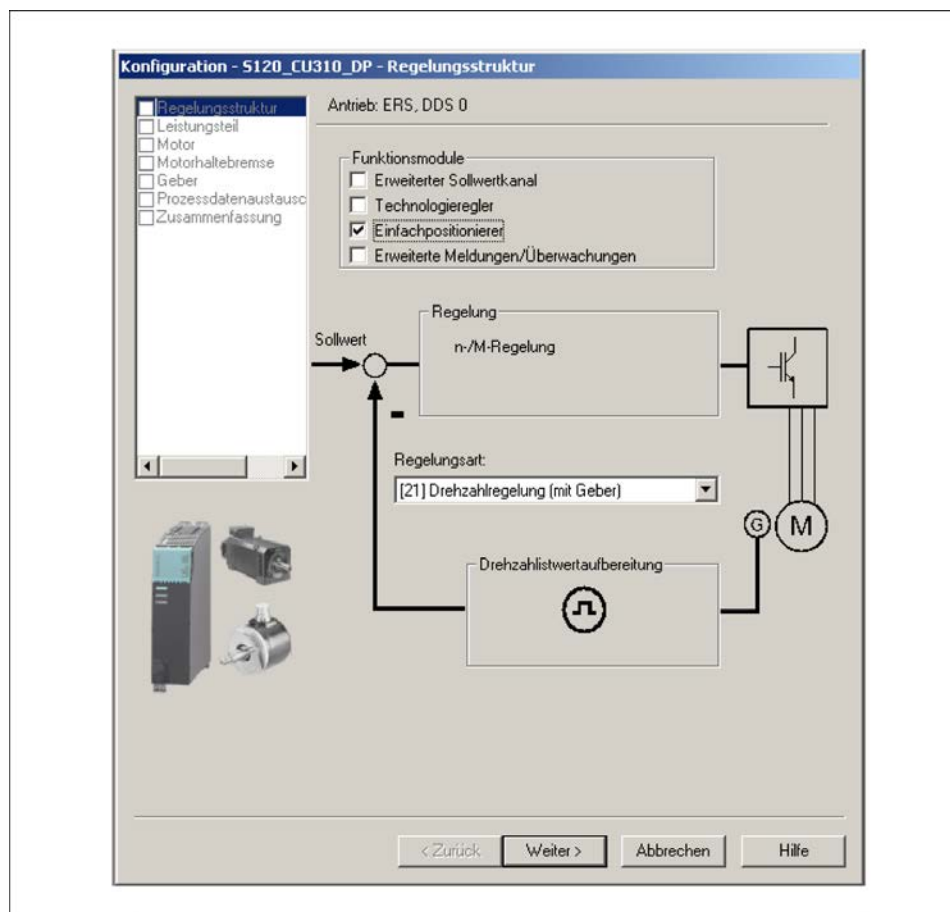 Konfiguration - S120_CU310_DP - Regelungsstruktur
Regelungsstruktur
Leistungsteil
Motor
Motorhaltebremse
Geber
Prozessdatenaustausc
Zusammenfassung
Antrieb: ERS, DDS 0
Funktionsmodule
Erweiterter Sollwertkanal
Technologieregler
Einfachpositionierer
Erweiterte Meldungen/Überwachungen
Sollwert
Regelung
n-/M-Regelung
Regelungsart:
[21] Drehzahlregelung (mit Geber)
G
M
Drehzahlistwertaufbereitung
< Zurück
Weiter >
Abbrechen
Hilfe